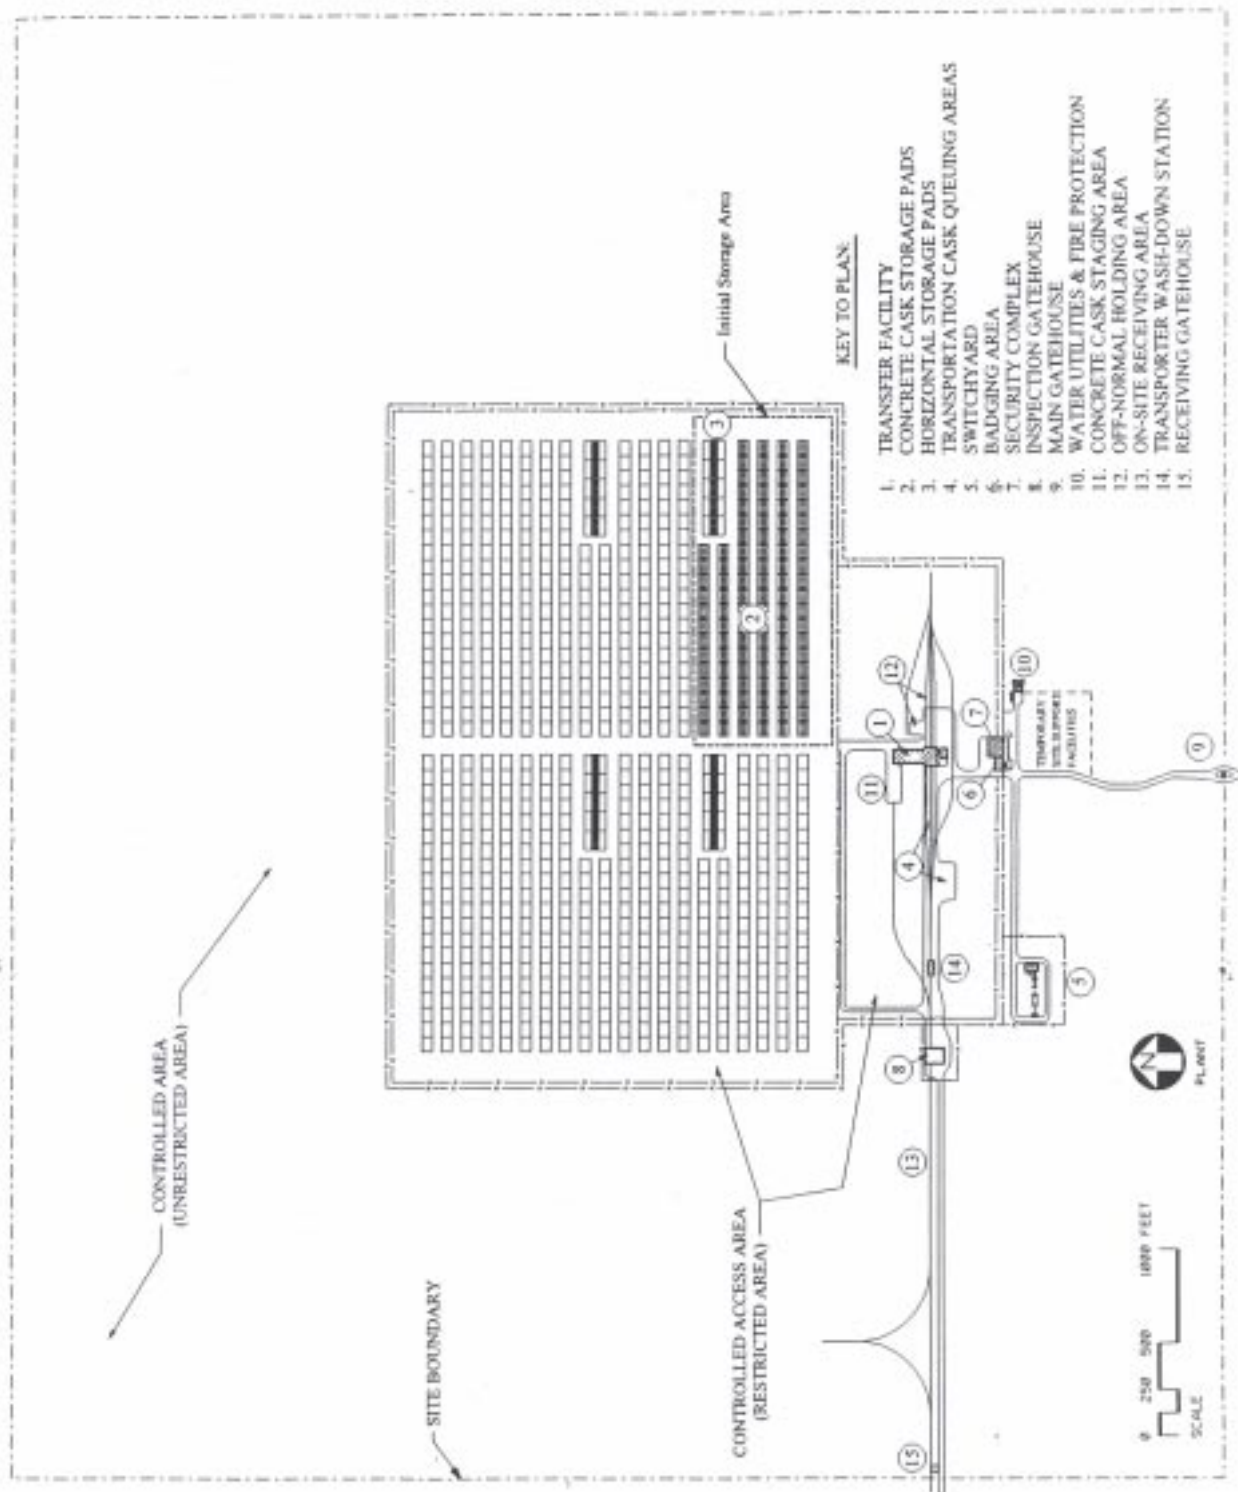 CONTROLLED AREA
(UNRESTRICTED AREA)
SITE BOUNDARY
CONTROLLED ACCESS AREA
(RESTRICTED AREA)
Initial Storage Area
KEY TO PLAN:
1. TRANSFER FACILITY
2. CONCRETE CASK STORAGE PADS
3. HORIZONTAL STORAGE PADS
4. TRANSPORTATION CASK QUEUING AREAS
5. SWITCHYARD
6. BADGING AREA
7. SECURITY COMPLEX
8. INSPECTION GATEHOUSE
9. MAIN GATEHOUSE
10. WATER UTILITIES & FIRE PROTECTION
11. CONCRETE CASK STAGING AREA
12. OFF-NORMAL HOLDING AREA
13. ON-SITE RECEIVING AREA
14. TRANSPORTER WASH-DOWN STATION
15. RECEIVING GATEHOUSE
3
2
12
1
11
7
10
6
4
14
5
8
13
15
9
TEMPORARY
SITE SUPPORT
FACILITIES
N
PLANT
0 250 500 1000 FEET
SCALE